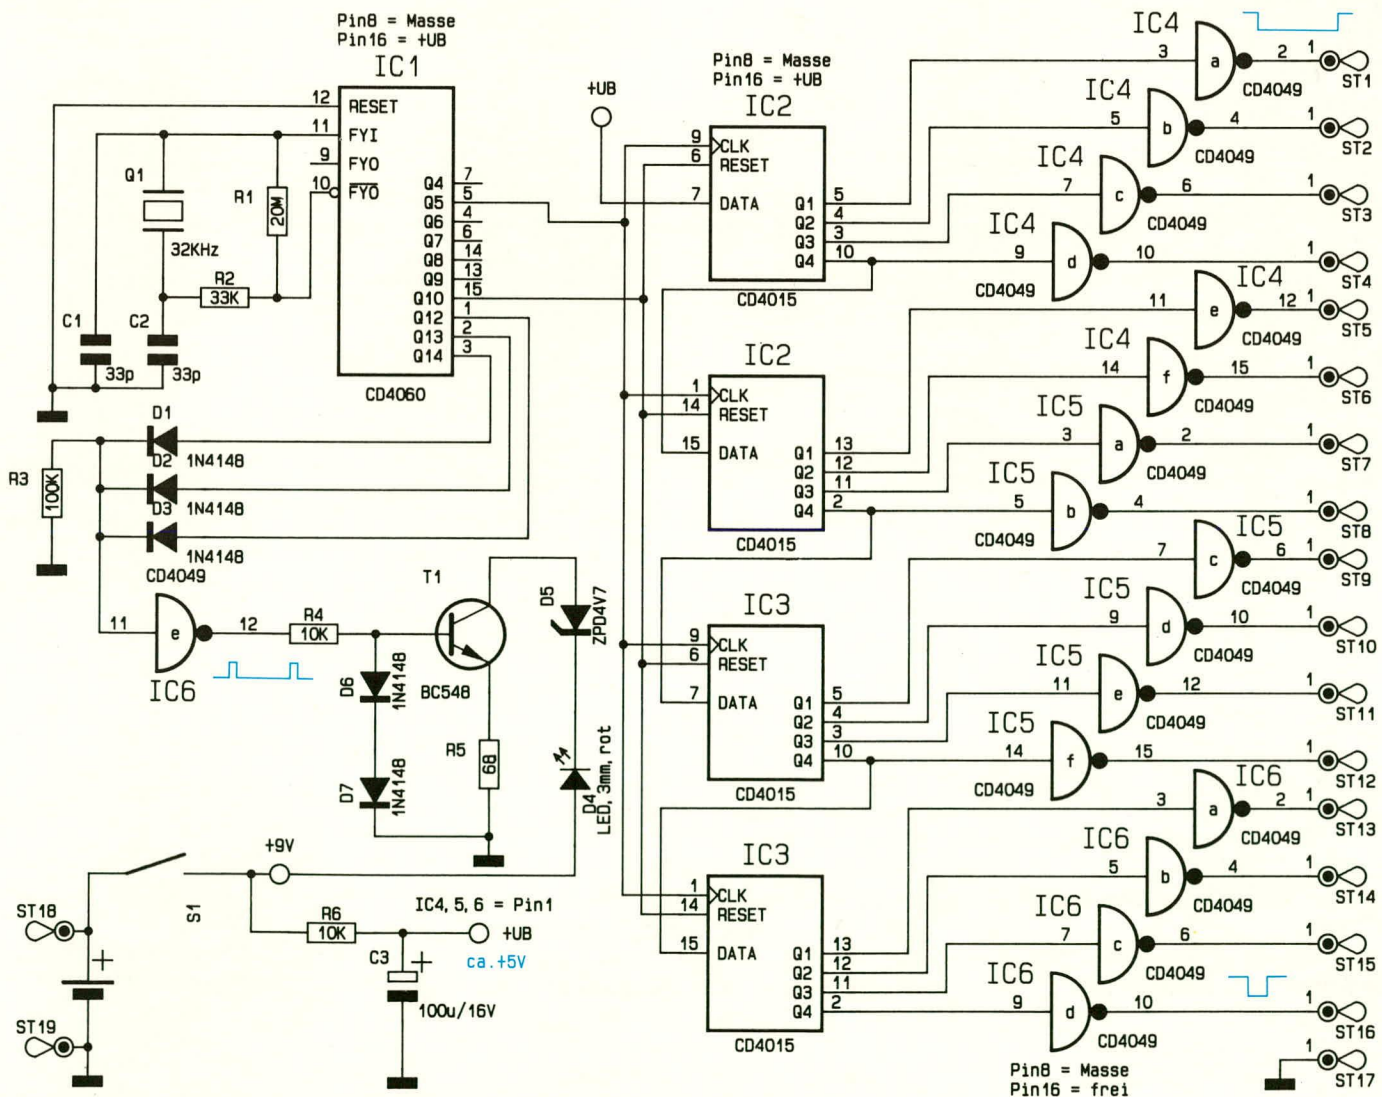 Pin8 = Masse
Pin16 = +UB
IC1
12 RESET
11 FYI
9 FYO
10 FYO
Q4 7
Q5 5
Q6 4
Q7 6
Q8 14
Q9 13
Q10 15
Q12 1
Q13 2
Q14 3
CD4060
Q1
32KHz
R1
20M
R2
33K
C1
33p
C2
33p
D1
1N4148
D2
1N4148
D3
1N4148
R3
100K
CD4049
11 e 12
IC6
R4
10K
T1
BC548
D6
1N4148
D7
1N4148
R5
68
D5
ZPD4V7
D4
LED, 3mm, rot
+9V
S1
ST18
+
ST19
R6
10K
IC4, 5, 6 = Pin1
+UB
ca.+5V
C3
+
100u/16V
+UB
Pin8 = Masse
Pin16 = +UB
IC2
9 CLK
6 RESET
7 DATA
Q1 5
Q2 4
Q3 3
Q4 10
CD4015
IC2
1 CLK
14 RESET
15 DATA
Q1 13
Q2 12
Q3 11
Q4 2
CD4015
IC3
9 CLK
6 RESET
7 DATA
Q1 5
Q2 4
Q3 3
Q4 10
CD4015
IC3
1 CLK
14 RESET
15 DATA
Q1 13
Q2 12
Q3 11
Q4 2
CD4015
IC4
3 a 2 1
CD4049 ST1
IC4
5 b 4 1
CD4049 ST2
IC4
7 c 6 1
CD4049 ST3
IC4
9 d 10 1
CD4049 ST4
IC4
11 e 12 1
CD4049 ST5
IC4
14 f 15 1
CD4049 ST6
IC5
3 a 2 1
CD4049 ST7
IC5
5 b 4 1
CD4049 ST8
IC5
7 c 6 1
CD4049 ST9
IC5
9 d 10 1
CD4049 ST10
IC5
11 e 12 1
CD4049 ST11
IC5
14 f 15 1
CD4049 ST12
IC6
3 a 2 1
CD4049 ST13
IC6
5 b 4 1
CD4049 ST14
IC6
7 c 6 1
CD4049 ST15
IC6
9 d 10 1
CD4049 ST16
Pin8 = Masse
Pin16 = frei
1
ST17